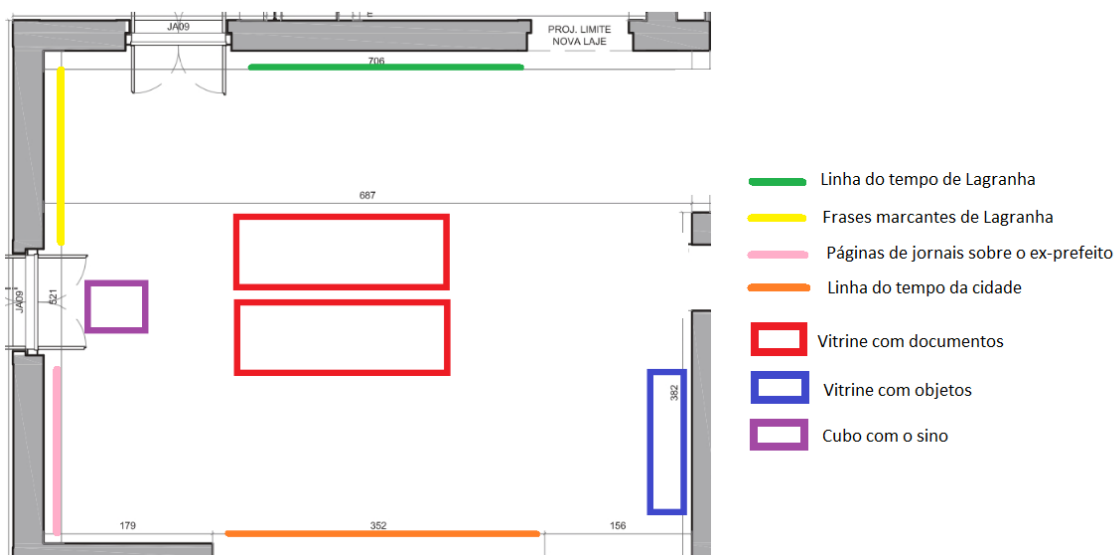 JA09
PROJ. LIMITE
NOVA LAJE
706
687
521
JA09
382
179
352
156
Linha do tempo de Lagranha
Frases marcantes de Lagranha
Páginas de jornais sobre o ex-prefeito
Linha do tempo da cidade
Vitrine com documentos
Vitrine com objetos
Cubo com o sino